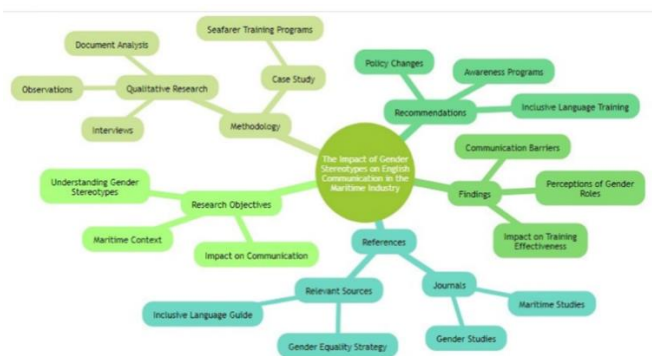 Seafarer Training Programs
Document Analysis
Case Study
Observations
Qualitative Research
Interviews
Methodology
Policy Changes
Awareness Programs
Recommendations
Inclusive Language Training
The Impact of Gender
Stereotypes on English
Communication in the
Maritime Industry
Communication Barriers
Findings
Perceptions of Gender
Roles
Impact on Training
Effectiveness
Understanding Gender
Stereotypes
Research Objectives
Maritime Context
Impact on Communication
References
Relevant Sources
Inclusive Language Guide
Gender Equality Strategy
Journals
Maritime Studies
Gender Studies